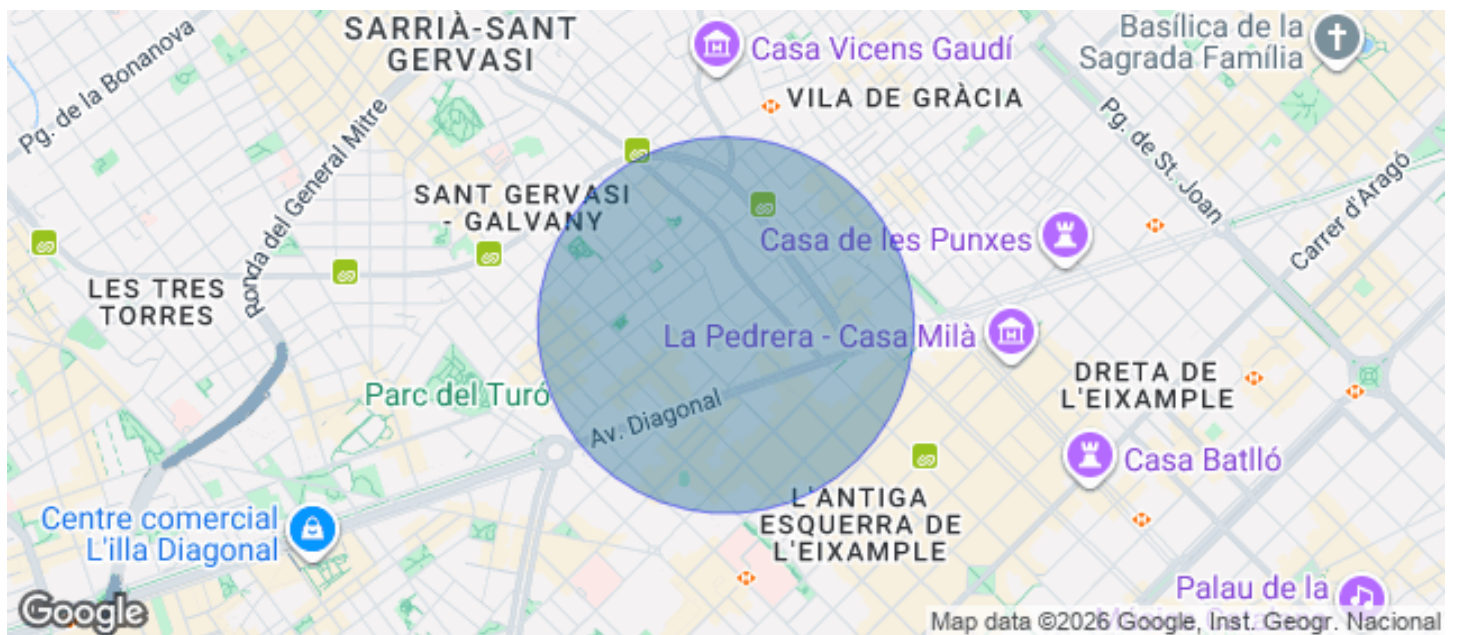 SARRIÀ-SANT
GERVASI
Casa Vicens Gaudí
Basílica de la
Sagrada Família
Pg. de la Bonanova
VILA DE GRÀCIA
Ronda del General Mitre
Pg. de St. Joan
SANT GERVASI
- GALVANY
Carrer d'Aragó
Casa de les Punxes
LES TRES
TORRES
La Pedrera - Casa Milà
Parc del Turó
DRETA DE
L'EIXAMPLE
Av. Diagonal
Casa Batlló
L'ANTIGA
ESQUERRA DE
L'EIXAMPLE
Centre comercial
L'illa Diagonal
Palau de la
Google
Map data ©2026 Google, Inst. Geogr. Nacional